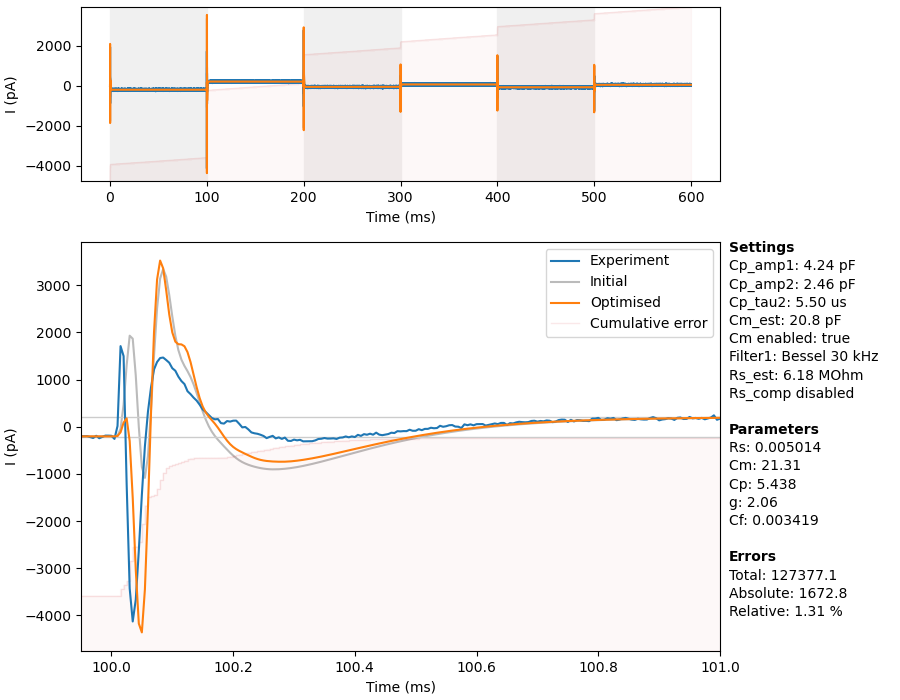 2000
0
−2000
−4000
I (pA)
0 100 200 300 400 500 600
Time (ms)
3000
2000
1000
0
−1000
−2000
−3000
−4000
I (pA)
100.0 100.2 100.4 100.6 100.8 101.0
Time (ms)
Experiment
Initial
Optimised
Cumulative error
Settings
Cp_amp1: 4.24 pF
Cp_amp2: 2.46 pF
Cp_tau2: 5.50 us
Cm_est: 20.8 pF
Cm enabled: true
Filter1: Bessel 30 kHz
Rs_est: 6.18 MOhm
Rs_comp disabled
Parameters
Rs: 0.005014
Cm: 21.31
Cp: 5.438
g: 2.06
Cf: 0.003419
Errors
Total: 127377.1
Absolute: 1672.8
Relative: 1.31 %